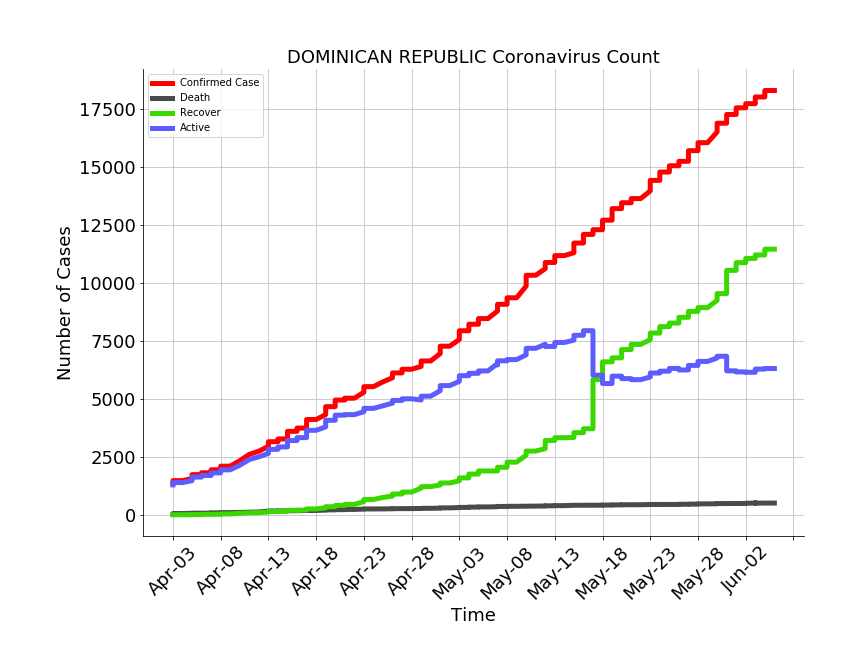 DOMINICAN REPUBLIC Coronavirus Count
Confirmed Case
Death
Recover
Active
17500
15000
12500
10000
7500
5000
2500
0
Number of Cases
Apr-03
Apr-08
Apr-13
Apr-18
Apr-23
Apr-28
May-03
May-08
May-13
May-18
May-23
May-28
Jun-02
Time